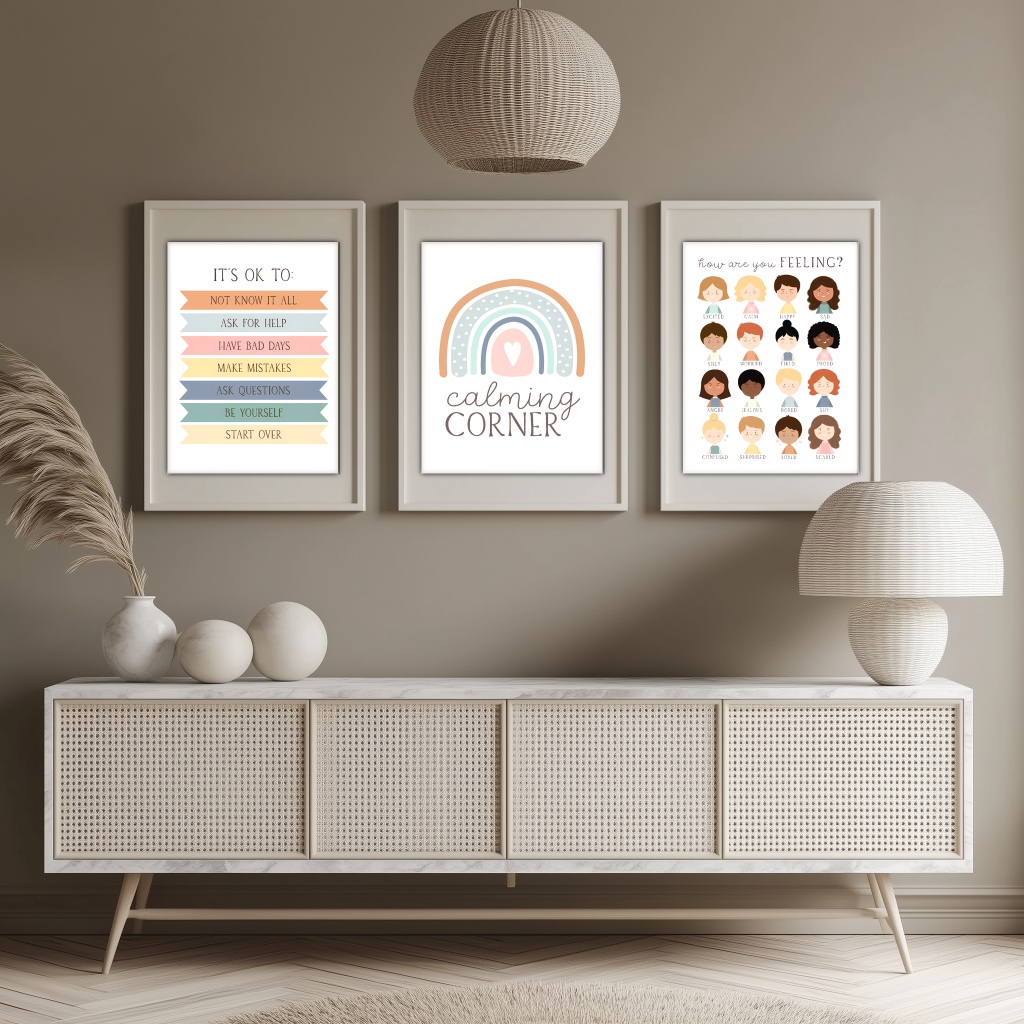 IT'S OK TO:
NOT KNOW IT ALL
ASK FOR HELP
HAVE BAD DAYS
MAKE MISTAKES
ASK QUESTIONS
BE YOURSELF
START OVER
calming
CORNER
how are you FEELING?
EXCITED CALM HAPPY SAD
SILLY WORRIED TIRED PROUD
ANGRY JEALOUS BORED SHY
CONFUSED SURPRISED LOVED SCARED